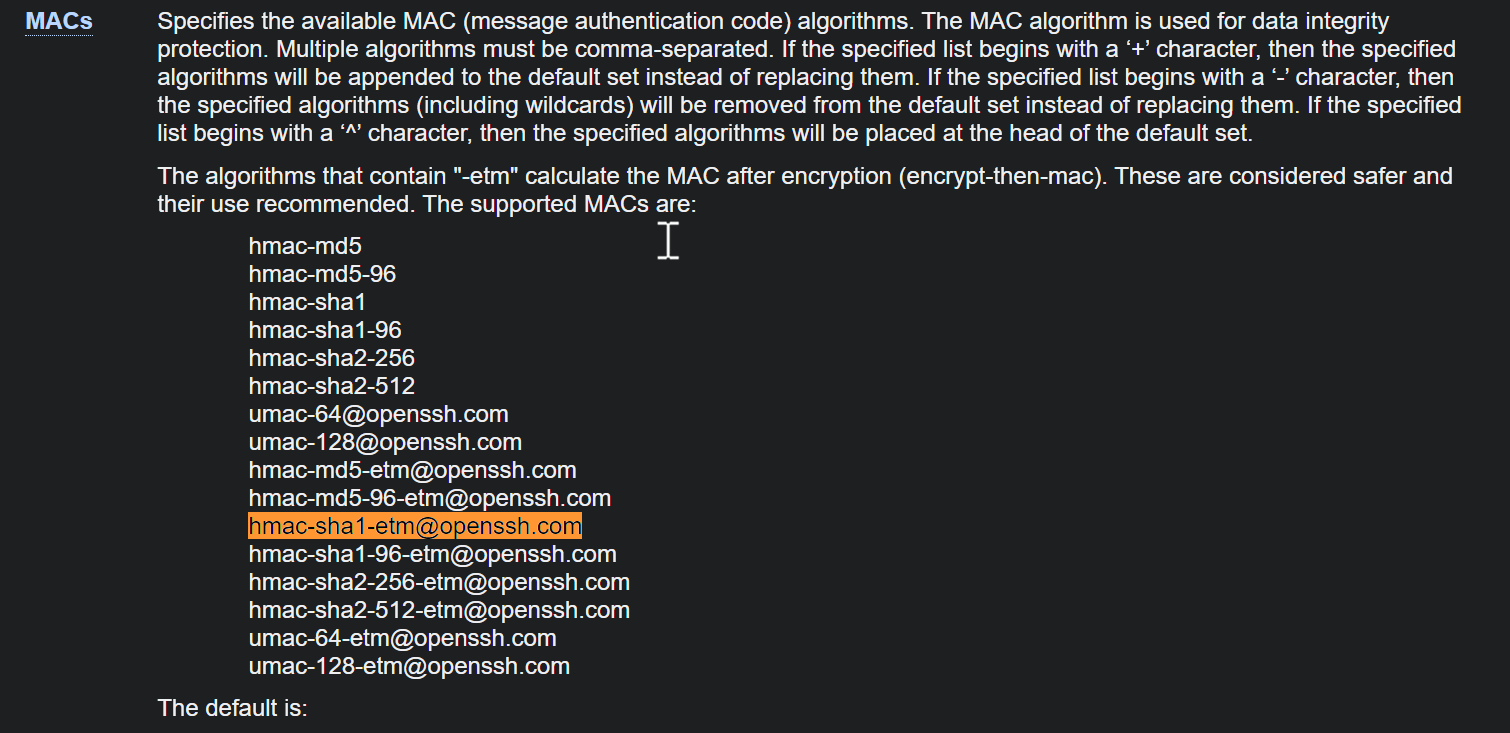 MACs
Specifies the available MAC (message authentication code) algorithms. The MAC algorithm is used for data integrity
protection. Multiple algorithms must be comma-separated. If the specified list begins with a ‘+’ character, then the specified
algorithms will be appended to the default set instead of replacing them. If the specified list begins with a ‘-’ character, then
the specified algorithms (including wildcards) will be removed from the default set instead of replacing them. If the specified
list begins with a ‘^’ character, then the specified algorithms will be placed at the head of the default set.
The algorithms that contain "-etm" calculate the MAC after encryption (encrypt-then-mac). These are considered safer and
their use recommended. The supported MACs are:
hmac-md5
hmac-md5-96
hmac-sha1
hmac-sha1-96
hmac-sha2-256
hmac-sha2-512
umac-64@openssh.com
umac-128@openssh.com
hmac-md5-etm@openssh.com
hmac-md5-96-etm@openssh.com
hmac-sha1-etm@openssh.com
hmac-sha1-96-etm@openssh.com
hmac-sha2-256-etm@openssh.com
hmac-sha2-512-etm@openssh.com
umac-64-etm@openssh.com
umac-128-etm@openssh.com
The default is: